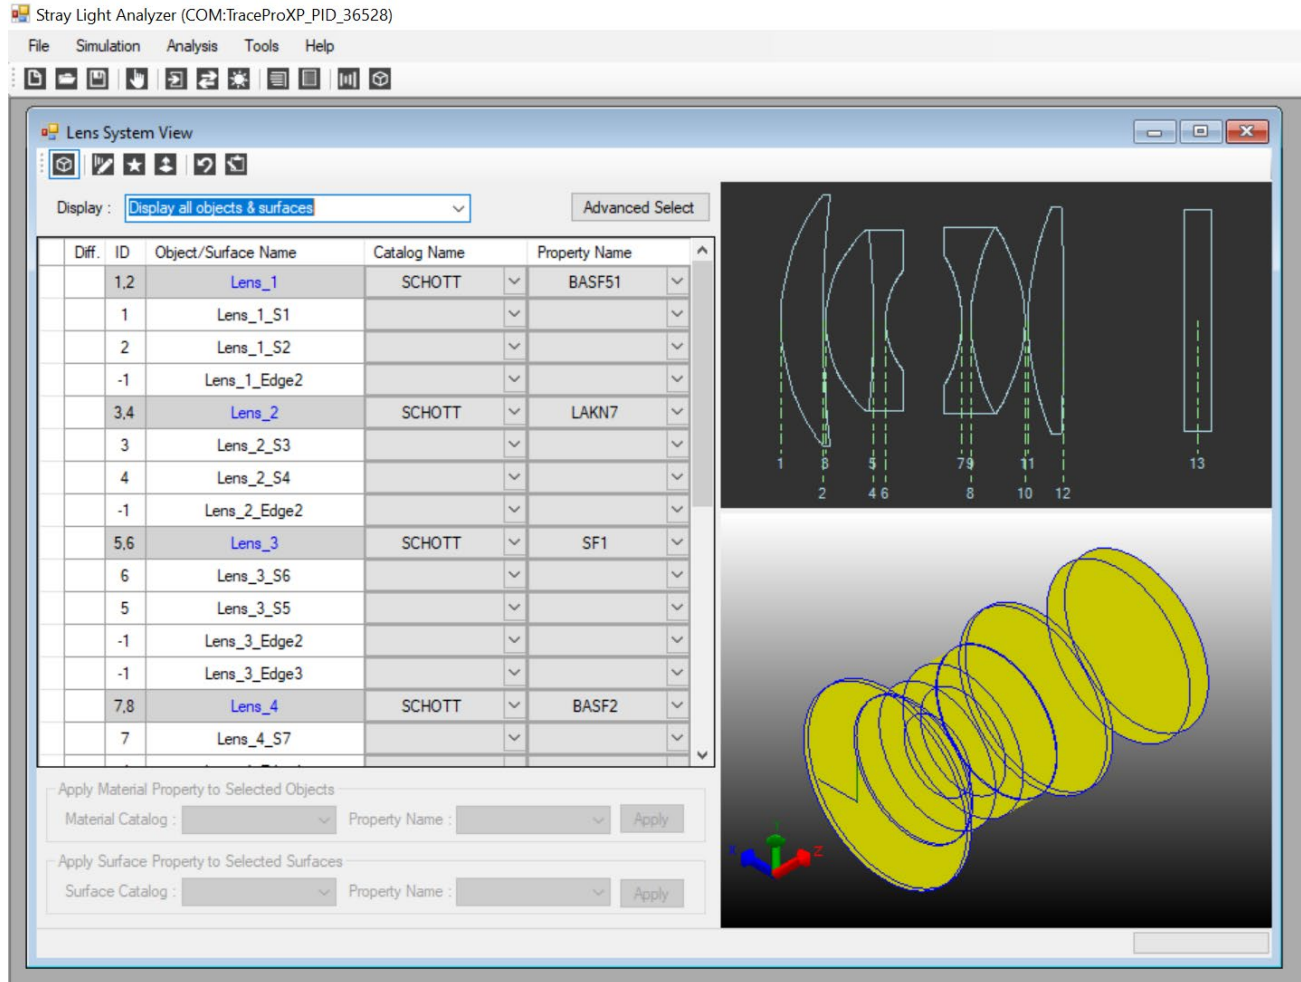 Stray Light Analyzer (COM:TraceProXP_PID_36528)
File Simulation Analysis Tools Help
Lens System View
Display : Display all objects & surfaces Advanced Select
Diff. ID Object/Surface Name Catalog Name Property Name
1,2 Lens_1 SCHOTT BASF51
1 Lens_1_S1
2 Lens_1_S2
-1 Lens_1_Edge2
3,4 Lens_2 SCHOTT LAKN7
3 Lens_2_S3
4 Lens_2_S4
-1 Lens_2_Edge2
5,6 Lens_3 SCHOTT SF1
6 Lens_3_S6
5 Lens_3_S5
-1 Lens_3_Edge2
-1 Lens_3_Edge3
7,8 Lens_4 SCHOTT BASF2
7 Lens_4_S7
Apply Material Property to Selected Objects
Material Catalog : Property Name : Apply
Apply Surface Property to Selected Surfaces
Surface Catalog : Property Name : Apply
1 3 5 7 9 11 13
2 4 6 8 10 12
X Y Z